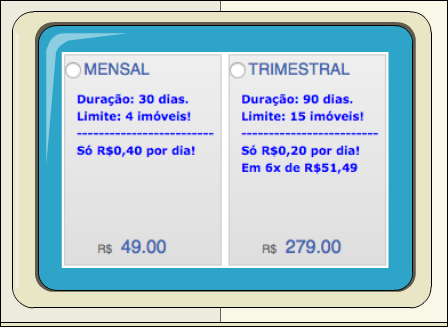 MENSAL
Duração: 30 dias.
Limite: 4 imóveis!
-------------------------
Só R$0,40 por dia!
R$ 49.00
TRIMESTRAL
Duração: 90 dias.
Limite: 15 imóveis!
-------------------------
Só R$0,20 por dia!
Em 6x de R$51,49
R$ 279.00